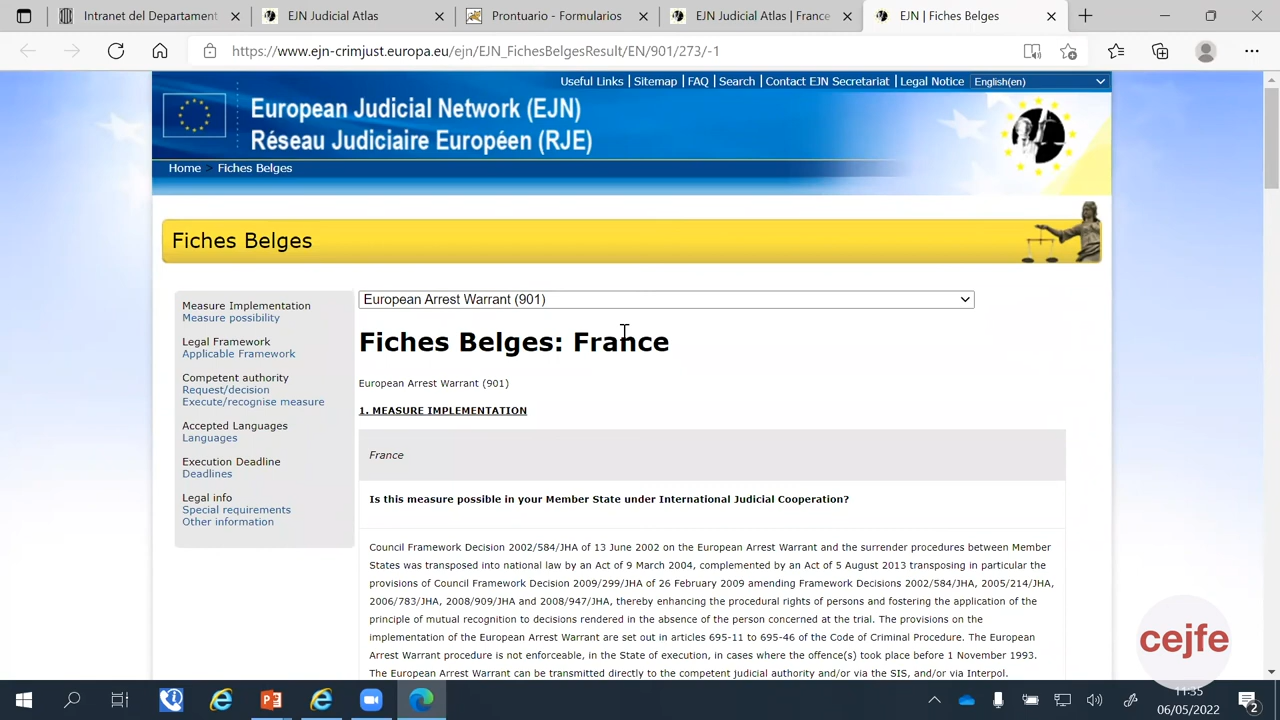 Intranet del Departament
EJN Judicial Atlas
Prontuario - Formularios
EJN Judicial Atlas | France
EJN | Fiches Belges
https://www.ejn-crimjust.europa.eu/ejn/EJN_FichesBelgesResult/EN/901/273/-1
Useful Links | Sitemap | FAQ | Search | Contact EJN Secretariat | Legal Notice
English(en)
European Judicial Network (EJN)
Réseau Judiciaire Européen (RJE)
Home > Fiches Belges
Fiches Belges
Measure Implementation
Measure possibility
Legal Framework
Applicable Framework
Competent authority
Request/decision
Execute/recognise measure
Accepted Languages
Languages
Execution Deadline
Deadlines
Legal info
Special requirements
Other information
European Arrest Warrant (901)
Fiches Belges: France
European Arrest Warrant (901)
1. MEASURE IMPLEMENTATION
France
Is this measure possible in your Member State under International Judicial Cooperation?
Council Framework Decision 2002/584/JHA of 13 June 2002 on the European Arrest Warrant and the surrender procedures between Member
States was transposed into national law by an Act of 9 March 2004, complemented by an Act of 5 August 2013 transposing in particular the
provisions of Council Framework Decision 2009/299/JHA of 26 February 2009 amending Framework Decisions 2002/584/JHA, 2005/214/JHA,
2006/783/JHA, 2008/909/JHA and 2008/947/JHA, thereby enhancing the procedural rights of persons and fostering the application of the
principle of mutual recognition to decisions rendered in the absence of the person concerned at the trial. The provisions on the
implementation of the European Arrest Warrant are set out in articles 695-11 to 695-46 of the Code of Criminal Procedure. The European
Arrest Warrant procedure is not enforceable, in the State of execution, in cases where the offence(s) took place before 1 November 1993.
The European Arrest Warrant can be transmitted directly to the competent judicial authority and/or via the SIS, and/or via Interpol.
cejfe
11:35
06/05/2022
2